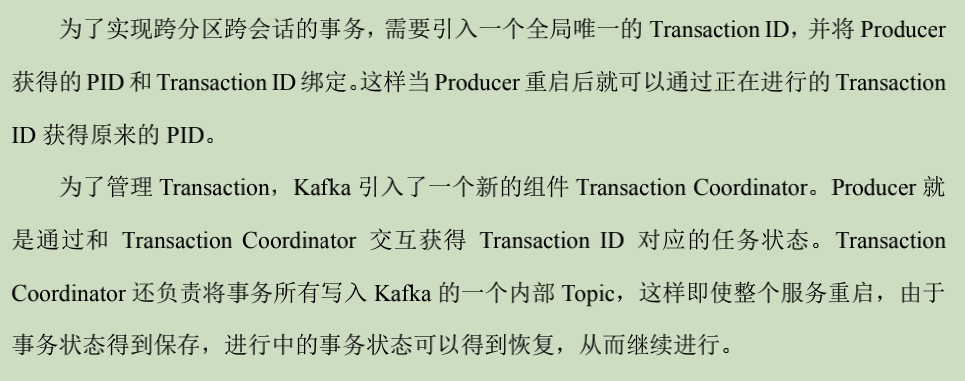 为了实现跨分区跨会话的事务，需要引入一个全局唯一的 Transaction ID，并将 Producer
获得的 PID 和 Transaction ID 绑定。这样当 Producer 重启后就可以通过正在进行的 Transaction
ID 获得原来的 PID。
为了管理 Transaction，Kafka 引入了一个新的组件 Transaction Coordinator。Producer 就
是通过和 Transaction Coordinator 交互获得 Transaction ID 对应的任务状态。Transaction
Coordinator 还负责将事务所有写入 Kafka 的一个内部 Topic，这样即使整个服务重启，由于
事务状态得到保存，进行中的事务状态可以得到恢复，从而继续进行。